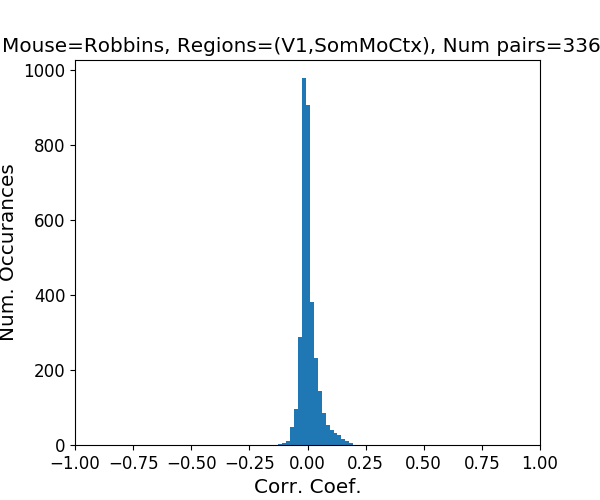 Mouse=Robbins, Regions=(V1,SomMoCtx), Num pairs=336
Num. Occurances
1000
800
600
400
200
0
−1.00 −0.75 −0.50 −0.25 0.00 0.25 0.50 0.75 1.00
Corr. Coef.